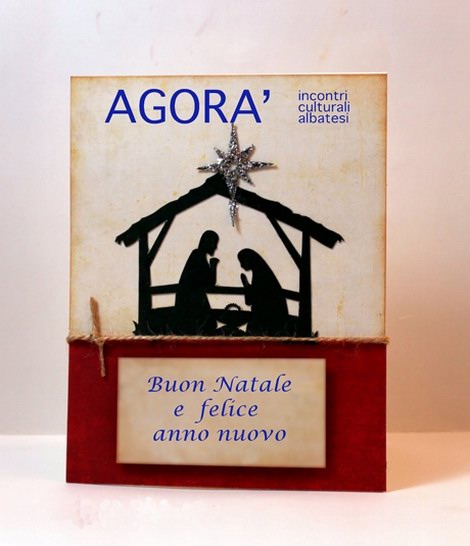 AGORA’
incontri
culturali
albatesi
Buon Natale
e felice
anno nuovo